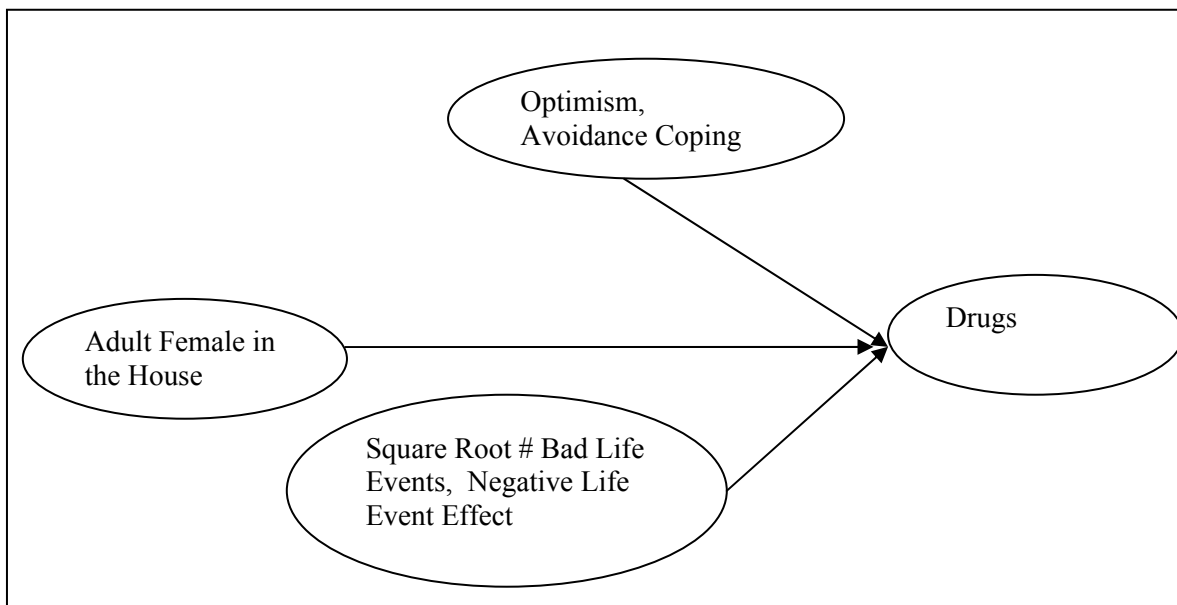 Optimism,
Avoidance Coping
Drugs
Adult Female in
the House
Square Root # Bad Life
Events,  Negative Life
Event Effect